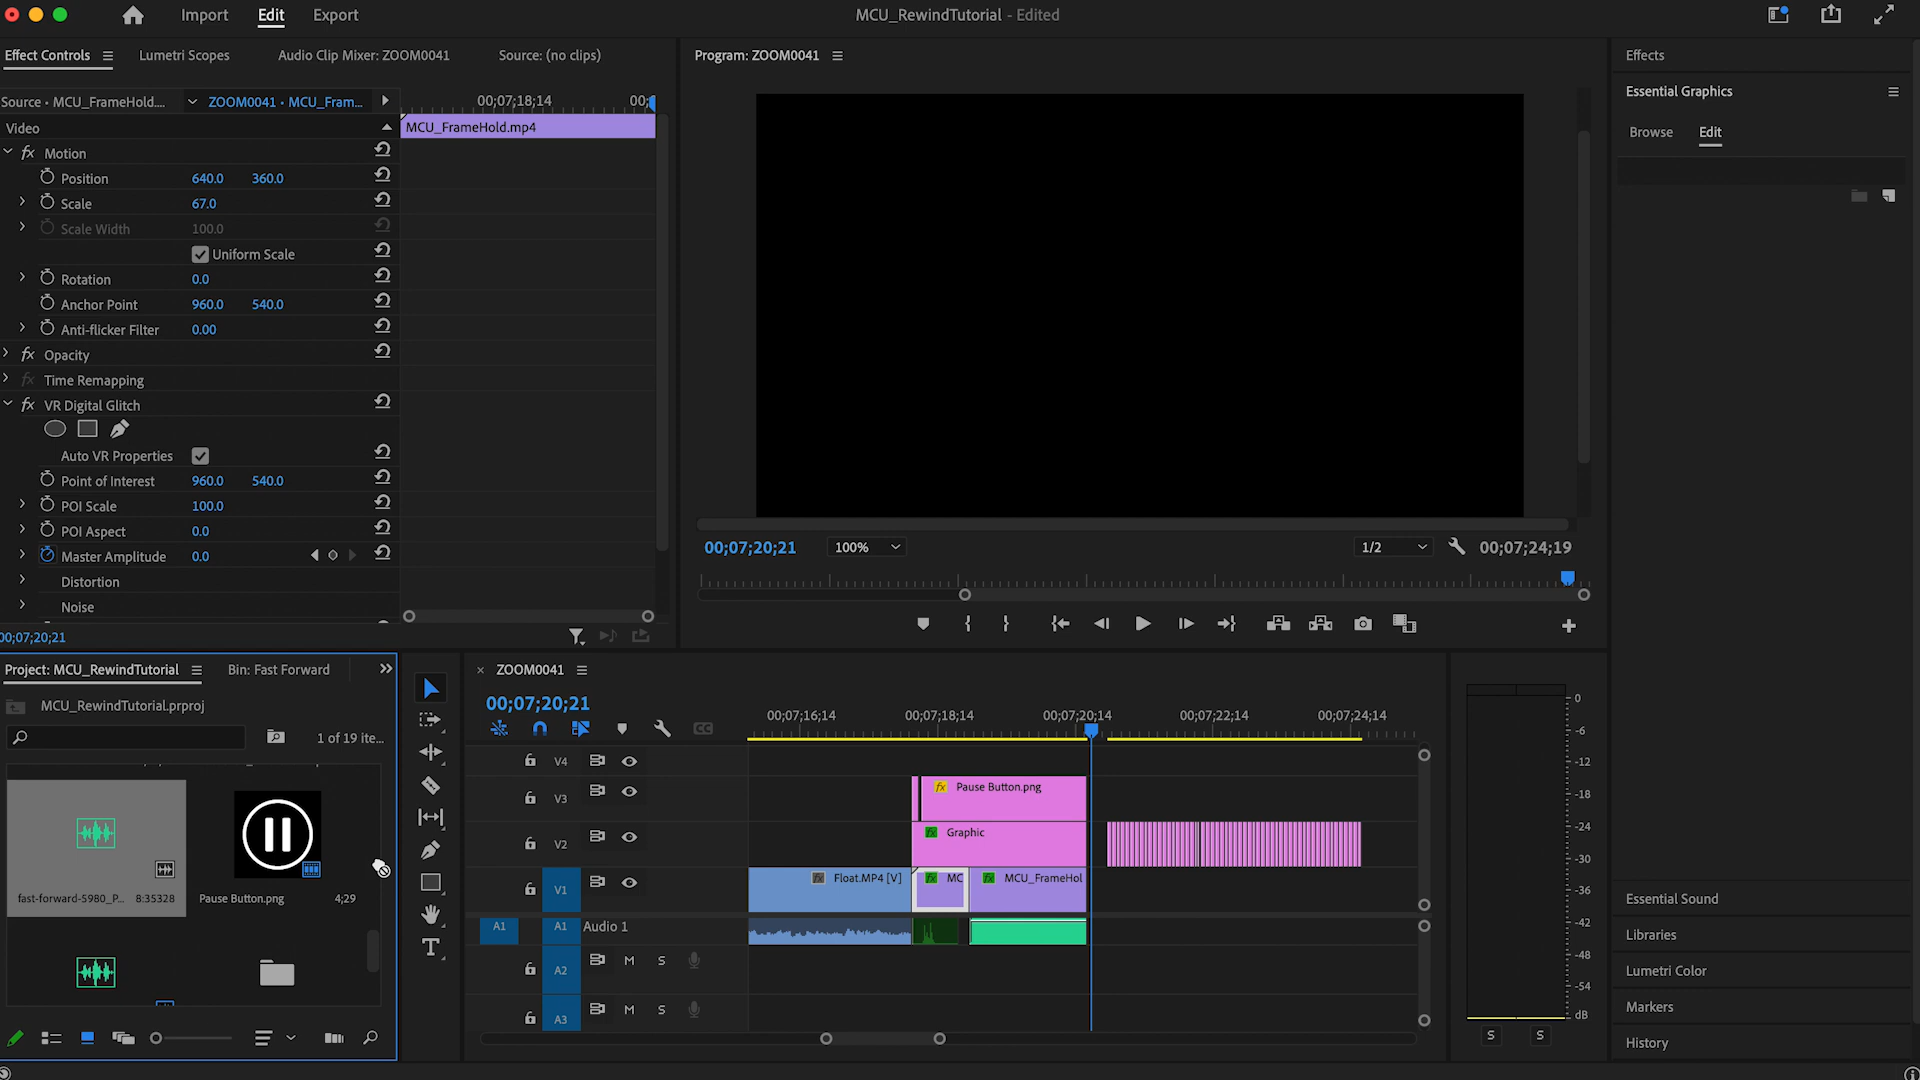 Import Edit Export MCU_RewindTutorial - Edited
Effect Controls Lumetri Scopes Audio Clip Mixer: ZOOM0041 Source: (no clips)
Program: ZOOM0041
Effects
Essential Graphics
Browse Edit
Source • MCU_FrameHold.... ZOOM0041 • MCU_Fram...
00;07;18;14
Video
MCU_FrameHold.mp4
fx Motion
Position 640.0 360.0
Scale 67.0
Scale Width 100.0
Uniform Scale
Rotation 0.0
Anchor Point 960.0 540.0
Anti-flicker Filter 0.00
fx Opacity
fx Time Remapping
fx VR Digital Glitch
Auto VR Properties
Point of Interest 960.0 540.0
POI Scale 100.0
POI Aspect 0.0
Master Amplitude 0.0
Distortion
Noise
00;07;20;21
00;07;20;21 100% 1/2 00;07;24;19
Project: MCU_RewindTutorial Bin: Fast Forward
MCU_RewindTutorial.prproj
1 of 19 ite...
fast-forward-5980_P... 8:35328
Pause Button.png 4;29
ZOOM0041
00;07;20;21
00;07;16;14 00;07;18;14 00;07;20;14 00;07;22;14 00;07;24;14
V4
V3 fx Pause Button.png
V2 fx Graphic
V1 fx Float.MP4 [V] fx MC fx MCU_FrameHol
A1 A1 Audio 1
A2 M S
A3 M S
0
-6
-12
-18
-24
-30
-36
-42
-48
-54
dB
S S
Essential Sound
Libraries
Lumetri Color
Markers
History